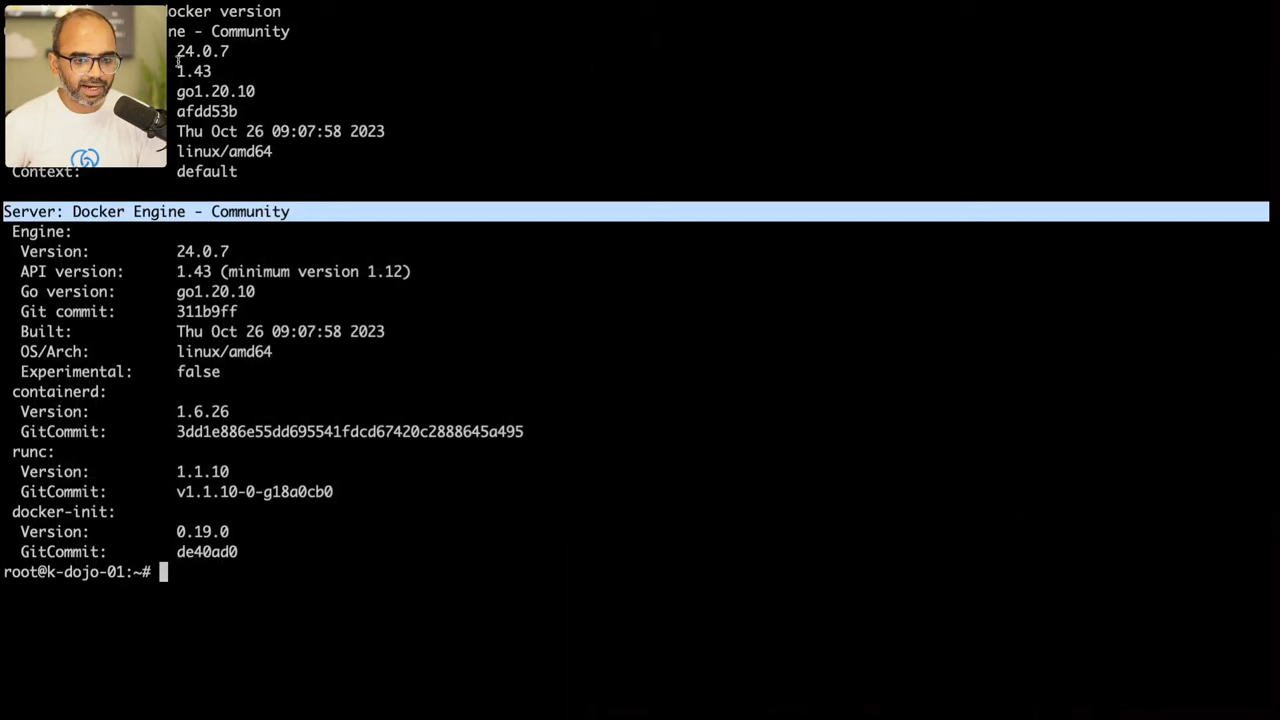 ocker version
ne - Community
24.0.7
1.43
go1.20.10
afdd53b
Thu Oct 26 09:07:58 2023
linux/amd64
Context: default
Server: Docker Engine - Community
Engine:
Version: 24.0.7
API version: 1.43 (minimum version 1.12)
Go version: go1.20.10
Git commit: 311b9ff
Built: Thu Oct 26 09:07:58 2023
OS/Arch: linux/amd64
Experimental: false
containerd:
Version: 1.6.26
GitCommit: 3dd1e886e55dd695541fdcd67420c2888645a495
runc:
Version: 1.1.10
GitCommit: v1.1.10-0-g18a0cb0
docker-init:
Version: 0.19.0
GitCommit: de40ad0
root@k-dojo-01:~#